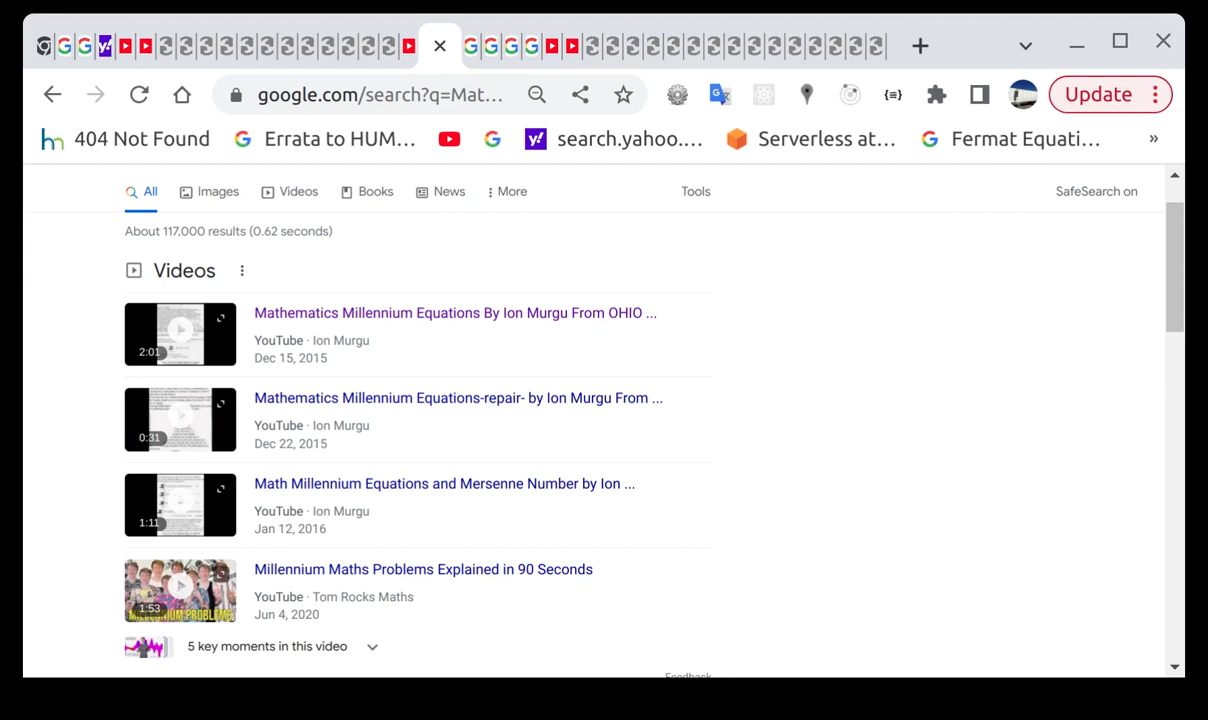 google.com/search?q=Mat...
Update
404 Not Found
Errata to HUM...
search.yahoo....
Serverless at...
Fermat Equati...
»
All
Images
Videos
Books
News
More
Tools
SafeSearch on
About 117,000 results (0.62 seconds)
Videos
Mathematics Millennium Equations By Ion Murgu From OHIO ...
YouTube · Ion Murgu
2:01
Dec 15, 2015
Mathematics Millennium Equations-repair- by Ion Murgu From ...
YouTube · Ion Murgu
0:31
Dec 22, 2015
Math Millennium Equations and Mersenne Number by Ion ...
YouTube · Ion Murgu
1:11
Jan 12, 2016
Millennium Maths Problems Explained in 90 Seconds
YouTube · Tom Rocks Maths
1:53
Jun 4, 2020
5 key moments in this video
Feedback